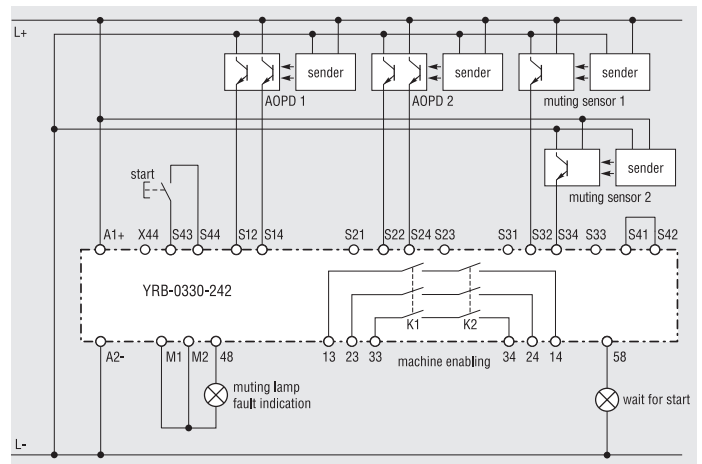 L+
sender
sender
sender
AOPD 1
AOPD 2
muting sensor 1
sender
muting sensor 2
start
A1+ X44 S43 S44 S12 S14 S21 S22 S24 S23 S31 S32 S34 S33 S41 S42
YRB-0330-242
K1 K2
A2- M1 M2 48 13 23 33 machine enabling 34 24 14 58
muting lamp
fault indication
wait for start
L-